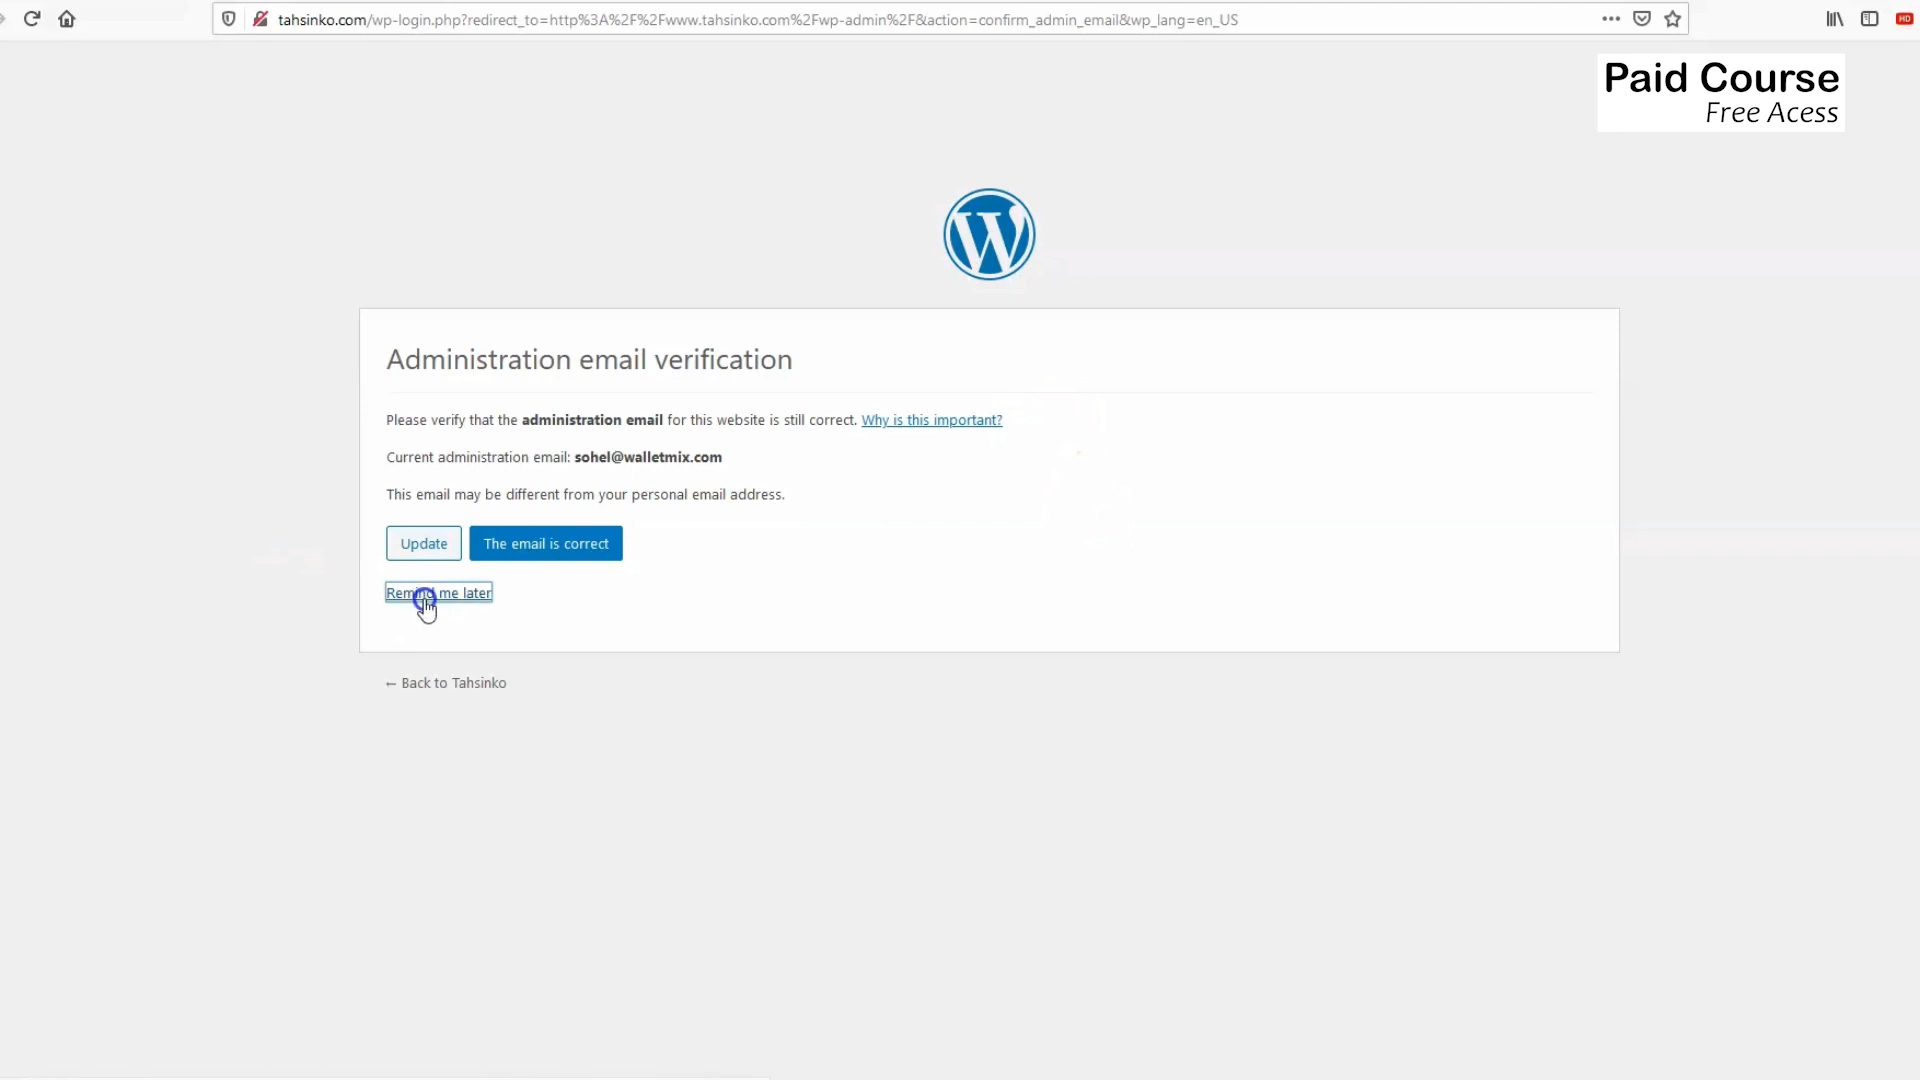 tahsinko.com/wp-login.php?redirect_to=http%3A%2F%2Fwww.tahsinko.com%2Fwp-admin%2F&action=confirm_admin_email&wp_lang=en_US
HD
Paid Course
Free Acess
W
Administration email verification
Please verify that the administration email for this website is still correct. Why is this important?
Current administration email: sohel@walletmix.com
This email may be different from your personal email address.
Update The email is correct
Remind me later
← Back to Tahsinko